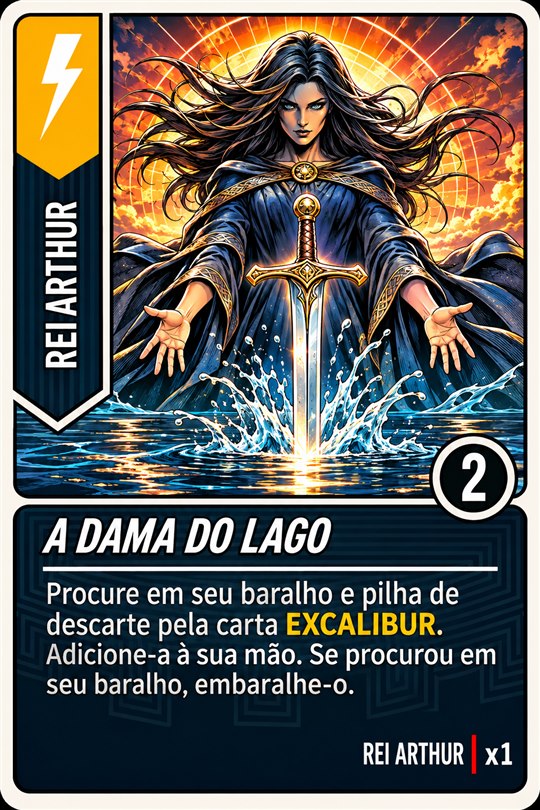 REI ARTHUR
2
A DAMA DO LAGO
Procure em seu baralho e pilha de
descarte pela carta EXCALIBUR.
Adicione-a à sua mão. Se procurou em
seu baralho, embaralhe-o.
REI ARTHUR | x1